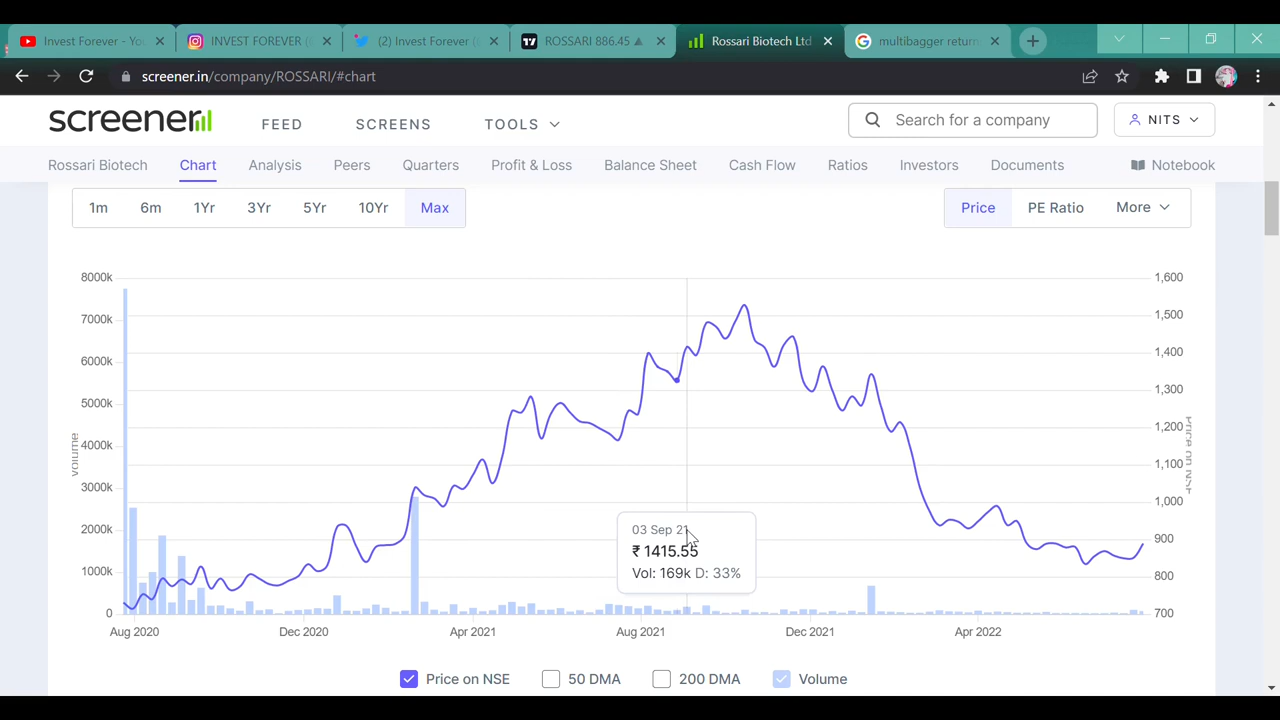 Invest Forever - You
INVEST FOREVER (
(2) Invest Forever (
ROSSARI 886.45 ▲
Rossari Biotech Ltd
multibagger return
screener.in/company/ROSSARI/#chart
screener
FEED
SCREENS
TOOLS
Search for a company
NITS
Rossari Biotech
Chart
Analysis
Peers
Quarters
Profit & Loss
Balance Sheet
Cash Flow
Ratios
Investors
Documents
Notebook
1m
6m
1Yr
3Yr
5Yr
10Yr
Max
Price
PE Ratio
More
8000k
7000k
6000k
5000k
4000k
3000k
2000k
1000k
0
volume
1,600
1,500
1,400
1,300
1,200
1,100
1,000
900
800
700
03 Sep 21
₹ 1415.55
Vol: 169k D: 33%
Aug 2020
Dec 2020
Apr 2021
Aug 2021
Dec 2021
Apr 2022
Price on NSE
50 DMA
200 DMA
Volume